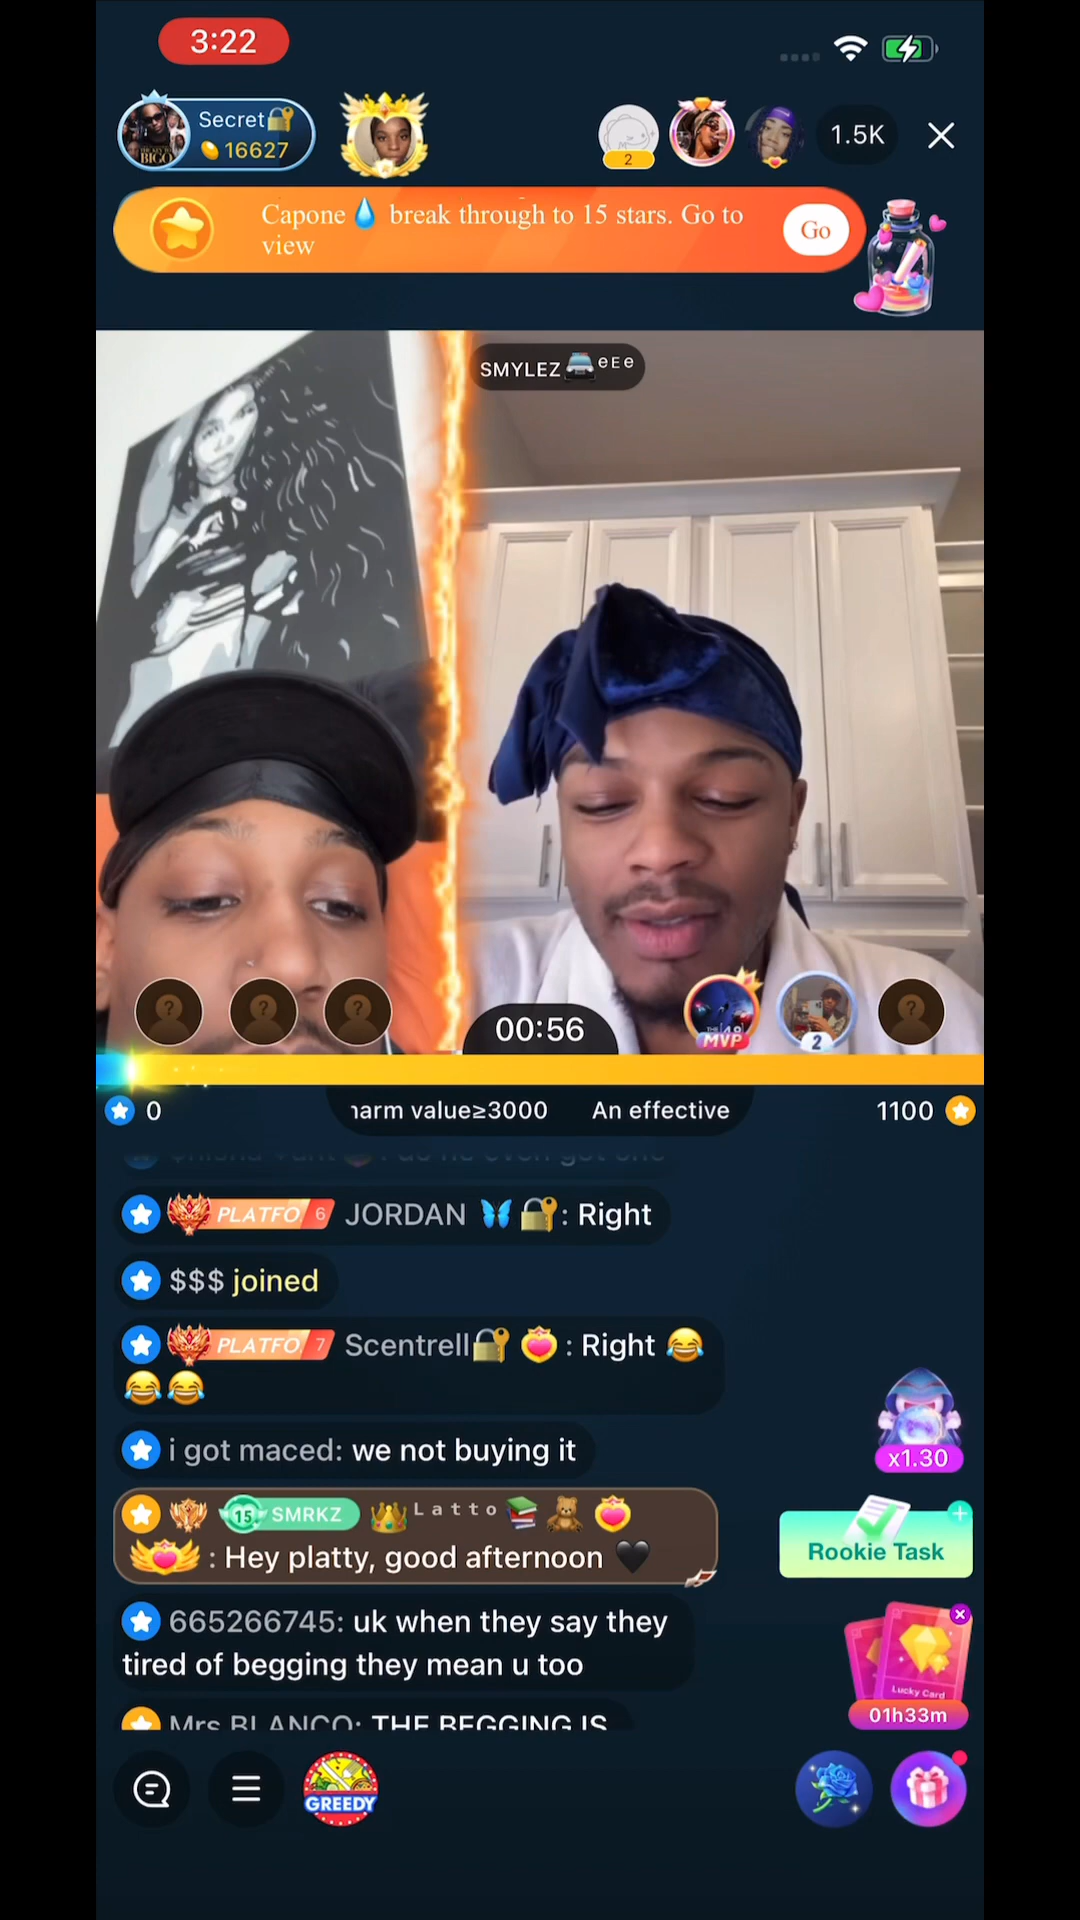 3:22
Secret🔐
16627
BIGO
2
1.5K
Capone💧 break through to 15 stars. Go to
view
Go
SMYLEZ🚔ᵉᴱᵉ
MVP
2
00:56
0
harm value≥3000 An effective
1100
PLATFO 6 JORDAN 🦋🔐: Right
$$$ joined
PLATFO 7 Scentrell🔐 : Right 😂
😂😂
i got maced: we not buying it
15 SMRKZ 👑ᴸᵃᵗᵗᵒ📚🧸
: Hey platty, good afternoon 🖤
665266745: uk when they say they
tired of begging they mean u too
Mrs BLANCO: THE BEGGING IS
x1.30
Rookie Task
Lucky Card
01h33m
GREEDY